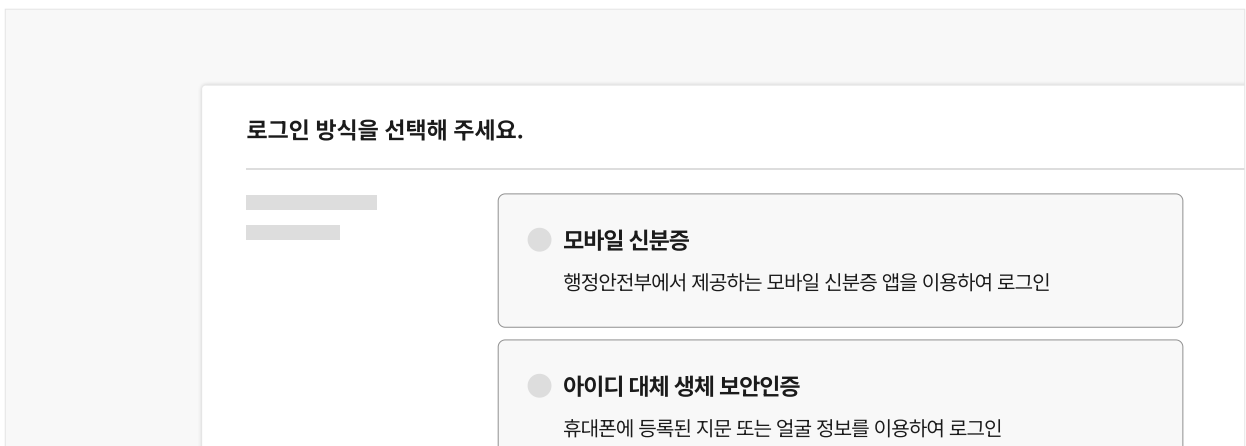 로그인 방식을 선택해 주세요.
모바일 신분증
행정안전부에서 제공하는 모바일 신분증 앱을 이용하여 로그인
아이디 대체 생체 보안인증
휴대폰에 등록된 지문 또는 얼굴 정보를 이용하여 로그인